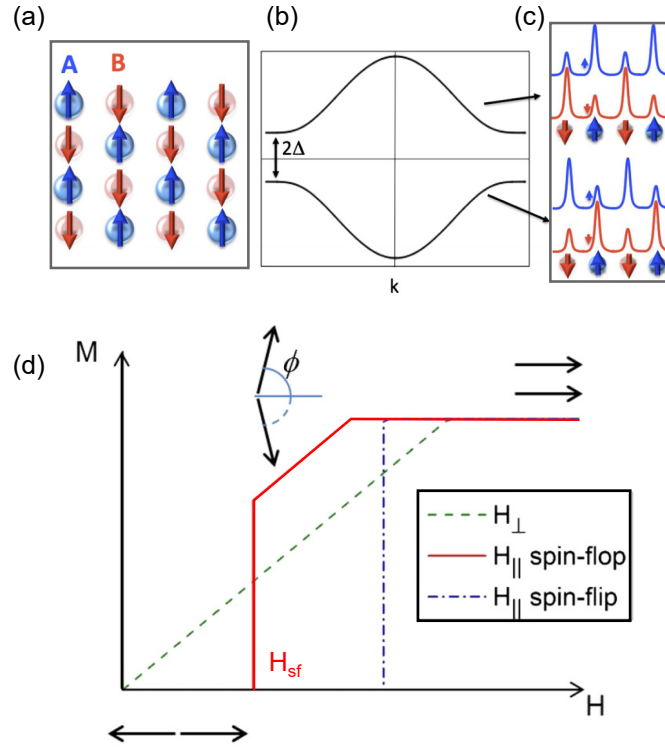 (a)
(b)
(c)
A B
2Δ
k
(d)
M
ϕ
H⊥
H|| spin-flop
H|| spin-flip
Hsf
H